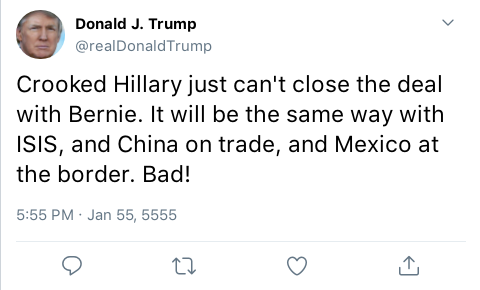 Donald J. Trump
@realDonaldTrump
Crooked Hillary just can't close the deal
with Bernie. It will be the same way with
ISIS, and China on trade, and Mexico at
the border. Bad!
5:55 PM · Jan 55, 5555